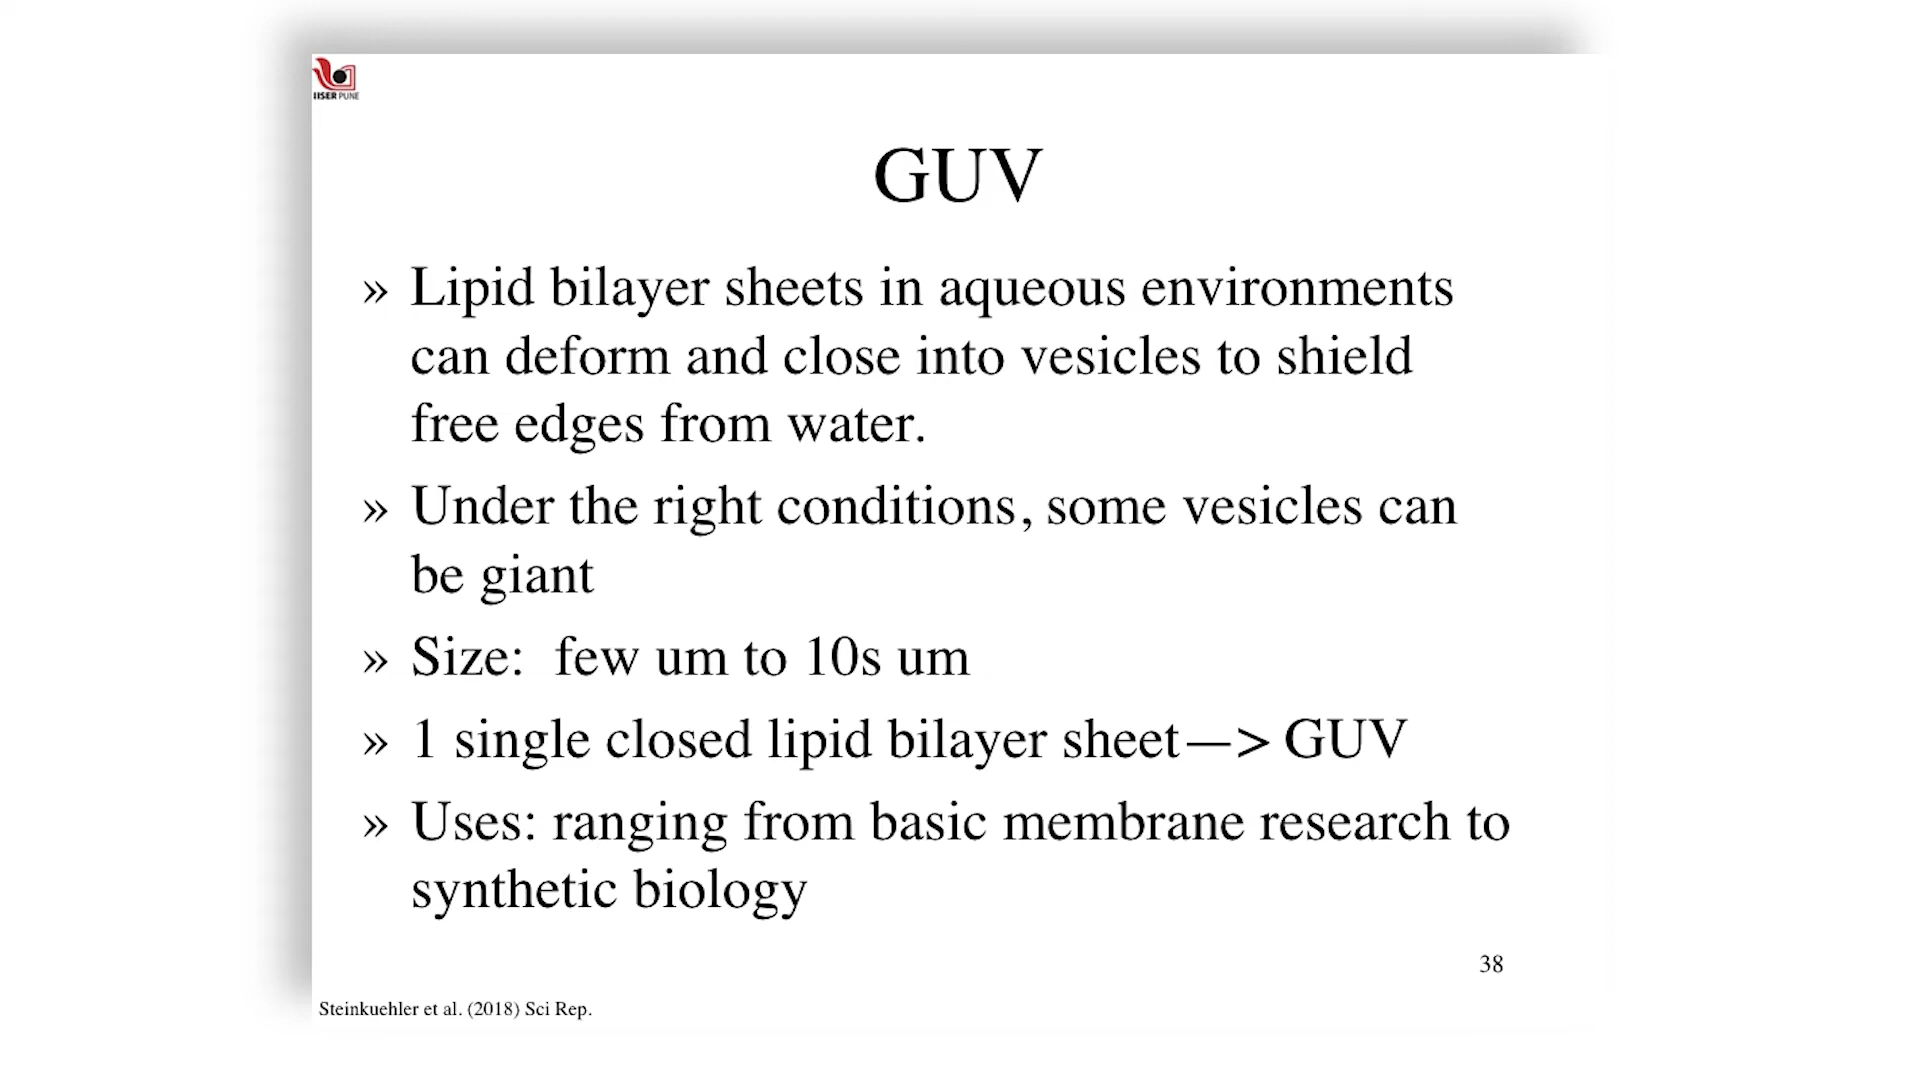 IISER PUNE
GUV
» Lipid bilayer sheets in aqueous environments
can deform and close into vesicles to shield
free edges from water.
» Under the right conditions, some vesicles can
be giant
» Size: few um to 10s um
» 1 single closed lipid bilayer sheet—> GUV
» Uses: ranging from basic membrane research to
synthetic biology
38
Steinkuehler et al. (2018) Sci Rep.